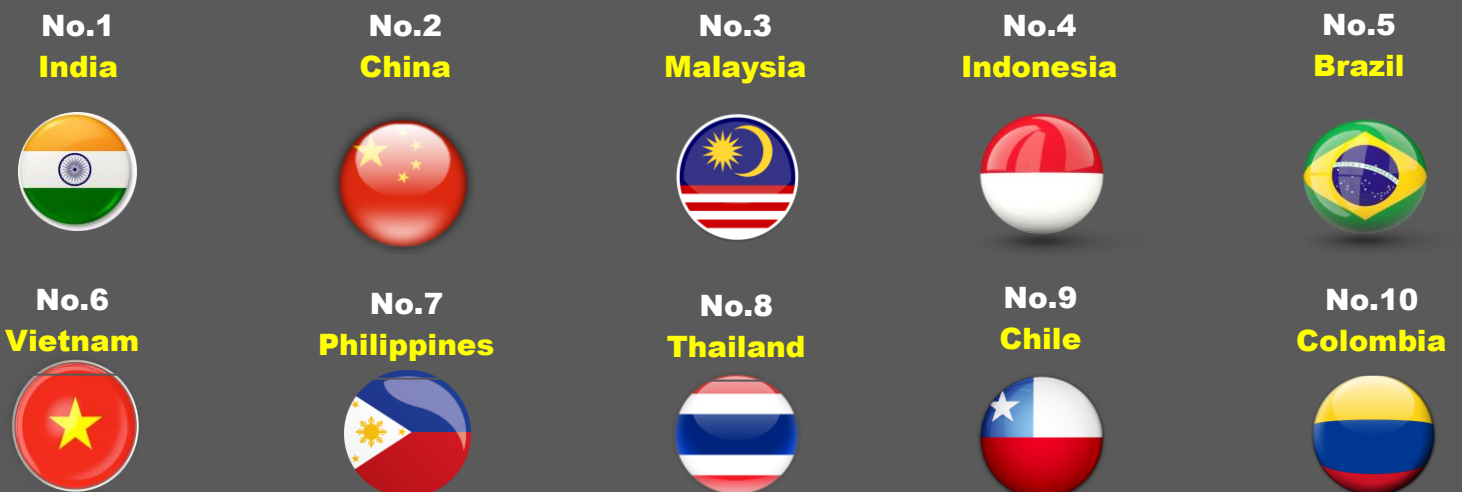 No.1
India
No.2
China
No.3
Malaysia
No.4
Indonesia
No.5
Brazil
No.6
Vietnam
No.7
Philippines
No.8
Thailand
No.9
Chile
No.10
Colombia